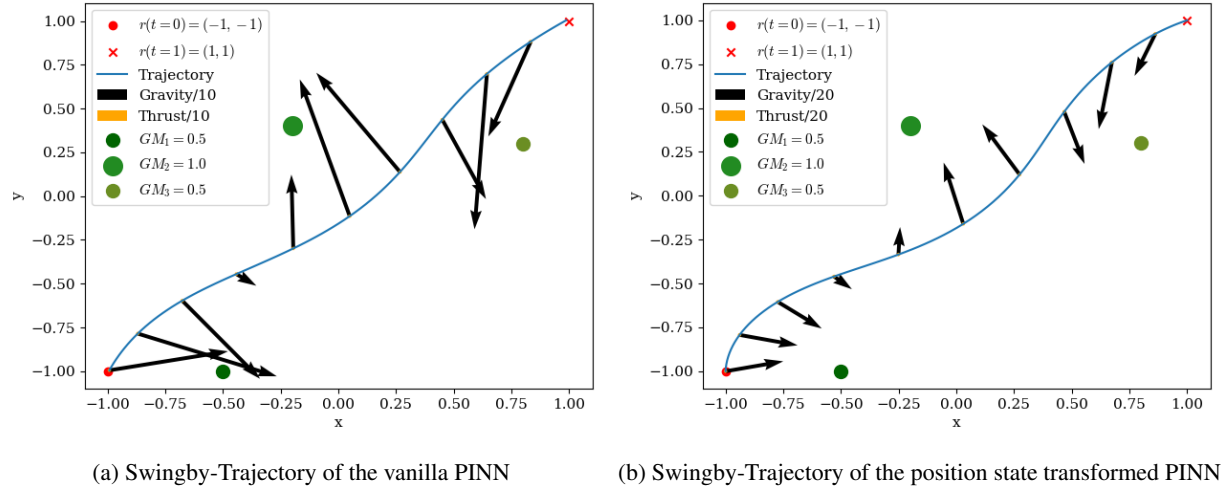 r(t = 0) = (−1, −1)
r(t = 1) = (1, 1)
Trajectory
Gravity/10
Thrust/10
GM₁ = 0.5
GM₂ = 1.0
GM₃ = 0.5
1.00
0.75
0.50
0.25
0.00
−0.25
−0.50
−0.75
−1.00
y
−1.00 −0.75 −0.50 −0.25 0.00 0.25 0.50 0.75 1.00
x
(a) Swingby-Trajectory of the vanilla PINN
r(t = 0) = (−1, −1)
r(t = 1) = (1, 1)
Trajectory
Gravity/20
Thrust/20
GM₁ = 0.5
GM₂ = 1.0
GM₃ = 0.5
1.00
0.75
0.50
0.25
0.00
−0.25
−0.50
−0.75
−1.00
y
−1.00 −0.75 −0.50 −0.25 0.00 0.25 0.50 0.75 1.00
x
(b) Swingby-Trajectory of the position state transformed PINN